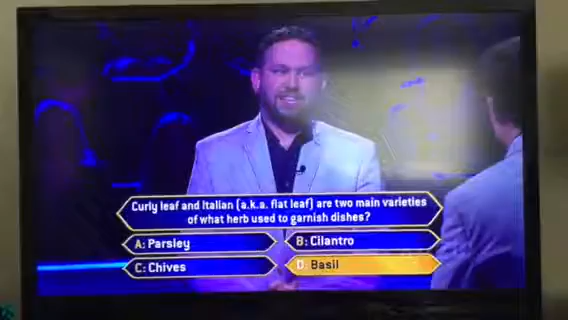 Curly leaf and Italian (a.k.a. flat leaf) are two main varieties
of what herb used to garnish dishes?
A: Parsley
B: Cilantro
C: Chives
D: Basil